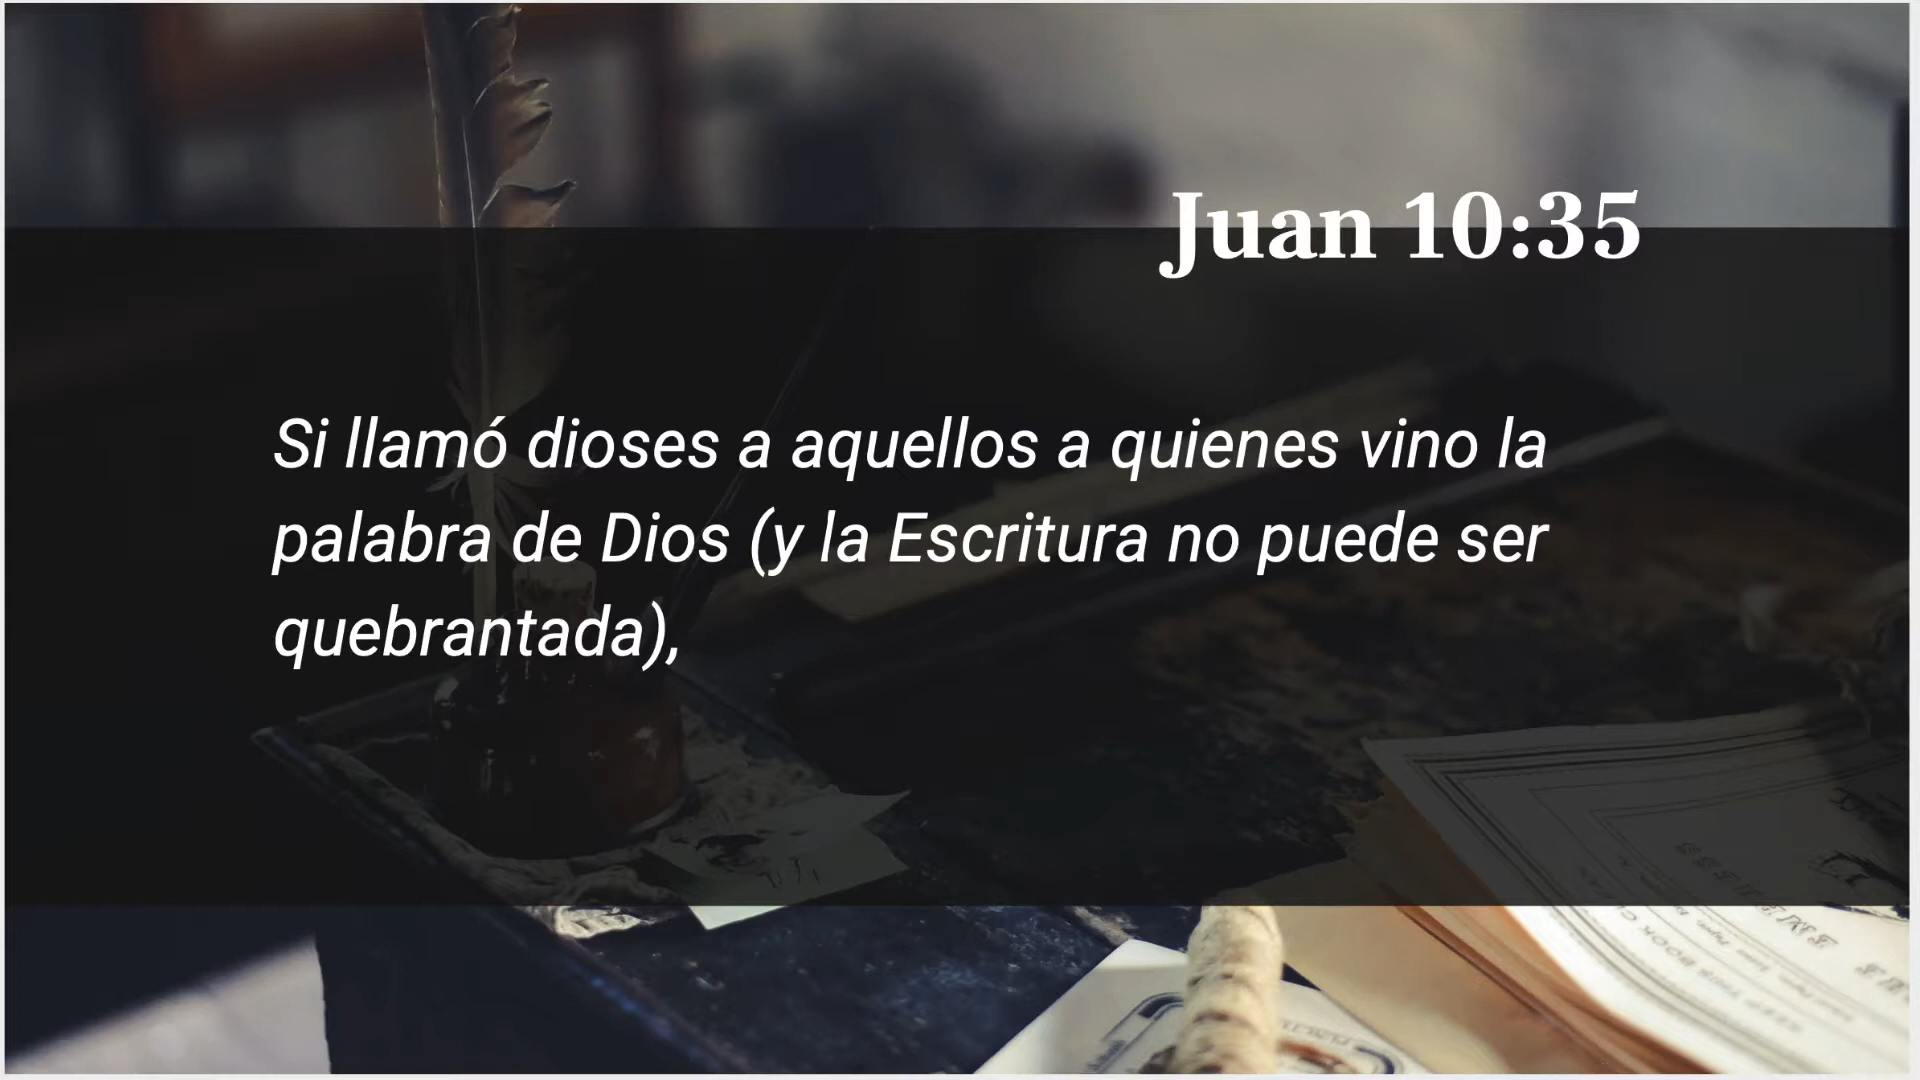 Juan 10:35
Si llamó dioses a aquellos a quienes vino la
palabra de Dios (y la Escritura no puede ser
quebrantada),